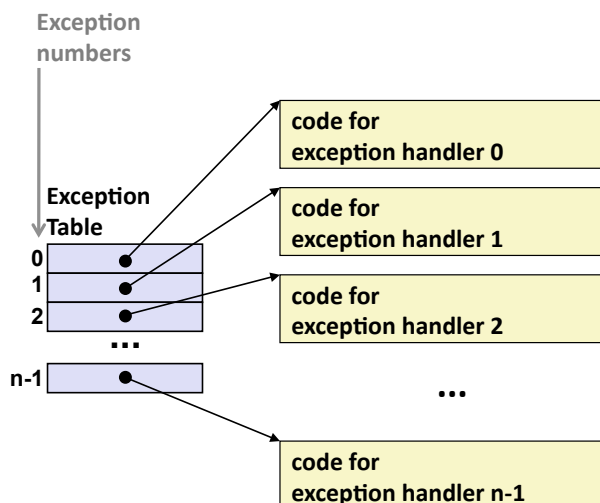 Exception
numbers
Exception
Table
0
1
2
...
n-1
code for
exception handler 0
code for
exception handler 1
code for
exception handler 2
...
code for
exception handler n-1